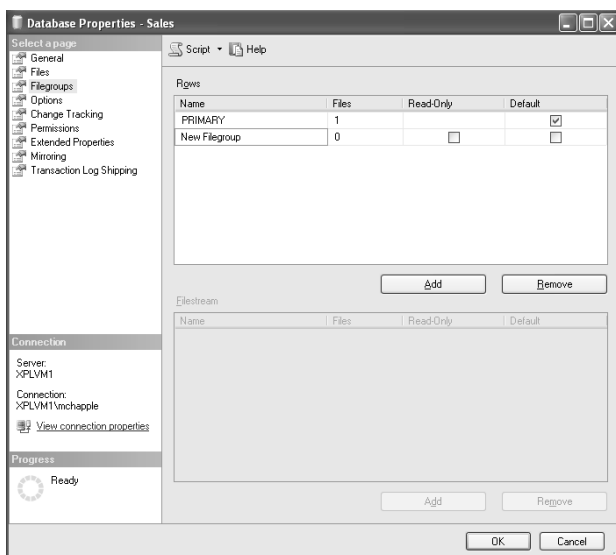 Database Properties - Sales
Select a page
General
Files
Filegroups
Options
Change Tracking
Permissions
Extended Properties
Mirroring
Transaction Log Shipping
Script Help
Rows
Name Files Read-Only Default
PRIMARY 1
New Filegroup 0
Add Remove
Filestream
Name Files Read-Only Default
Connection
Server:
XPLVM1
Connection:
XPLVM1\mchapple
View connection properties
Progress
Ready
Add Remove
OK Cancel